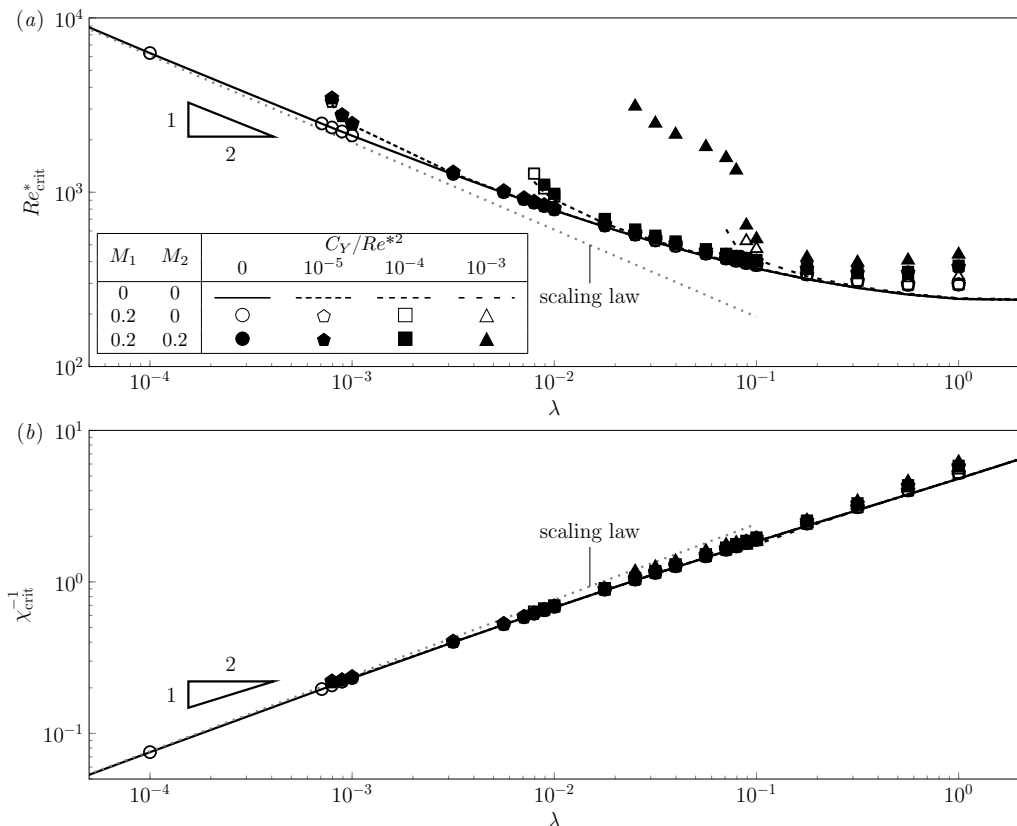 (a)
10^4
10^3
10^2
Re*crit
1
2
scaling law
M_1 M_2 C_Y/Re*2
0 10^−5 10^−4 10^−3
0 0
0.2 0
0.2 0.2
10^−4 10^−3 10^−2 10^−1 10^0
λ
(b)
10^1
10^0
10^−1
χ^−1_crit
scaling law
2
1
10^−4 10^−3 10^−2 10^−1 10^0
λ